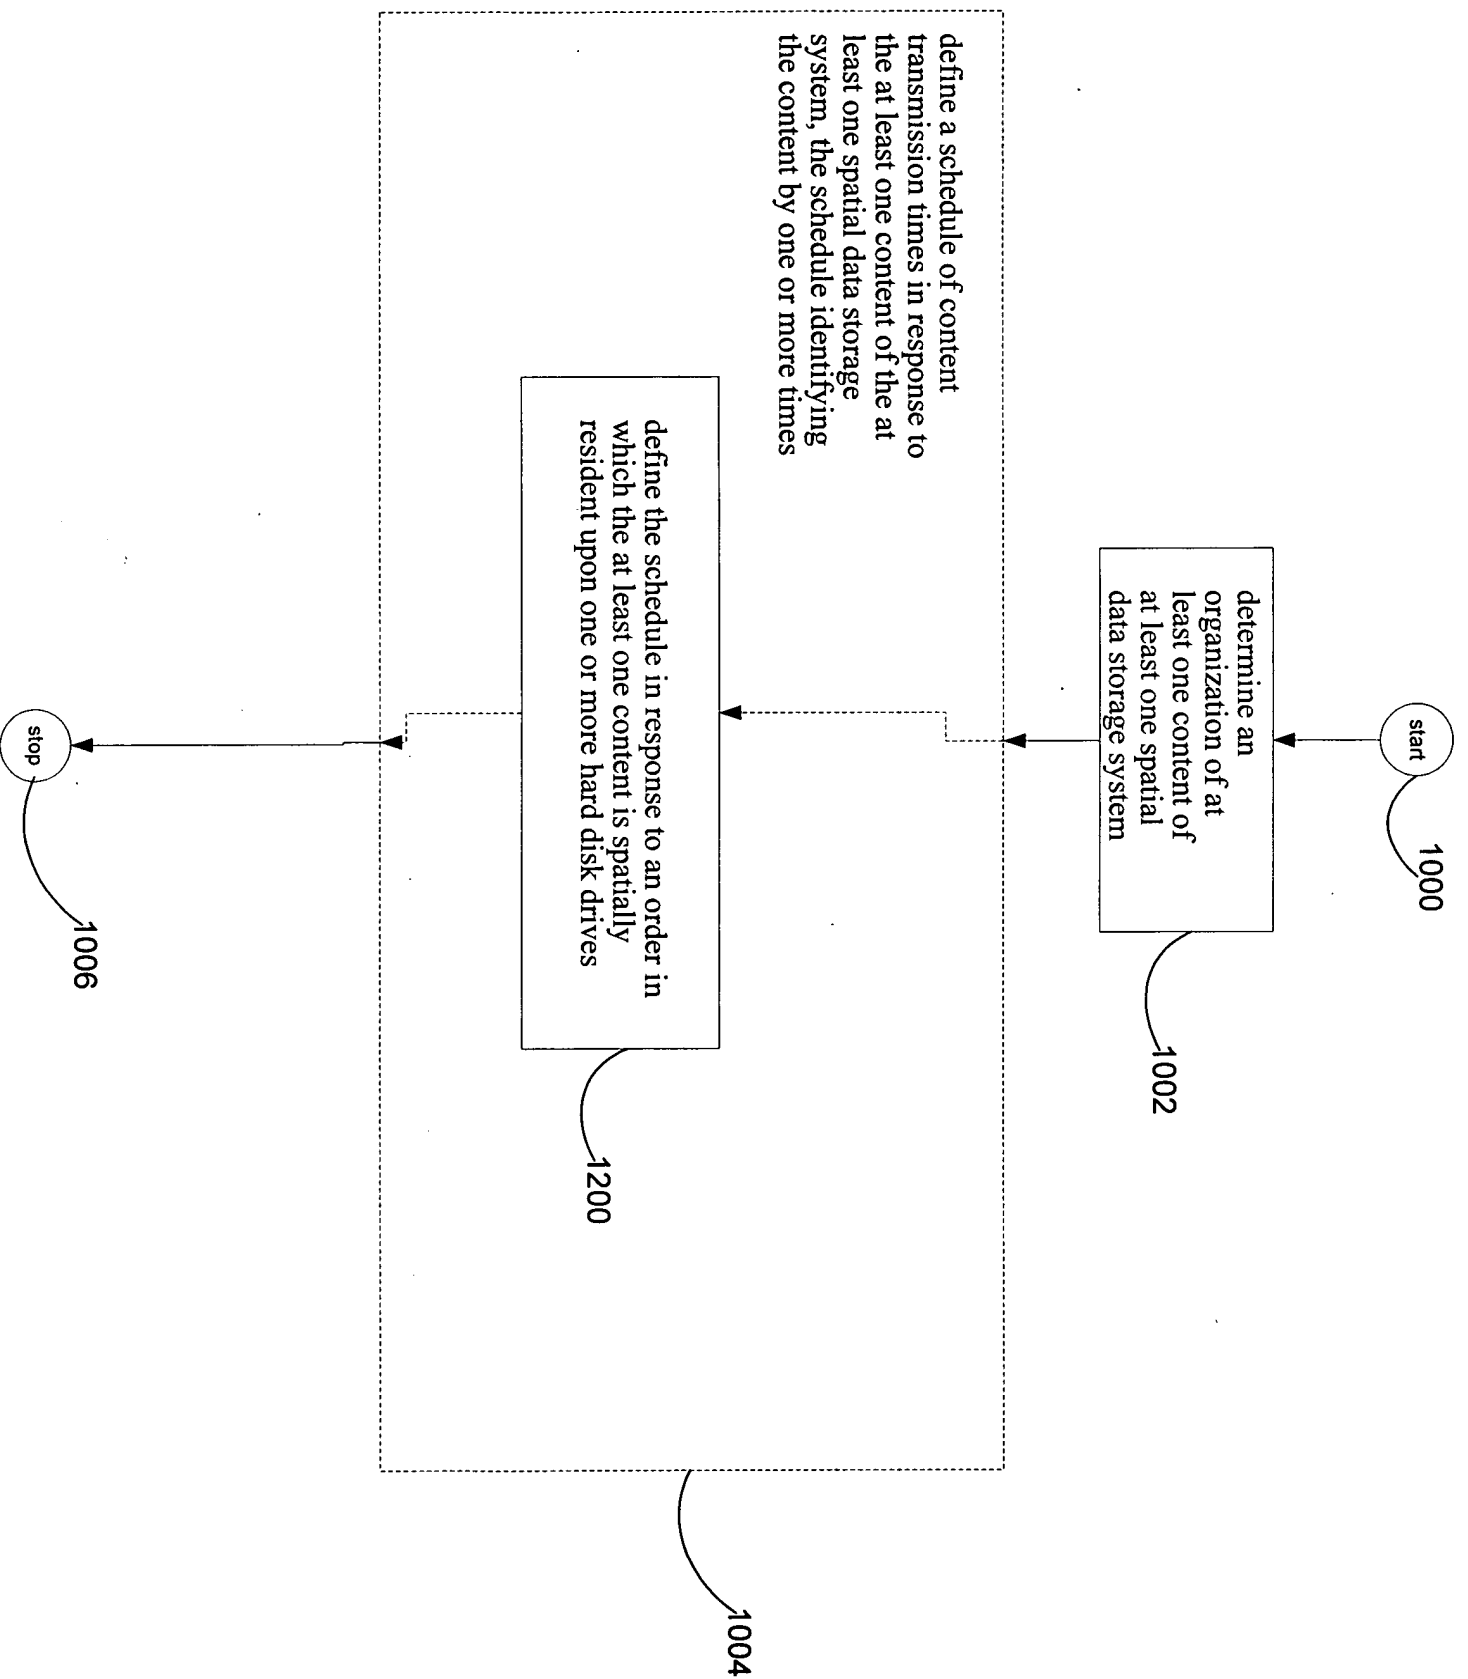 start
1000
determine an
organization of at
least one content of
at least one spatial
data storage system
1002
define a schedule of content
transmission times in response to
the at least one content of the at
least one spatial data storage
system, the schedule identifying
the content by one or more times
define the schedule in response to an order in
which the at least one content is spatially
resident upon one or more hard disk drives
1200
1004
stop
1006